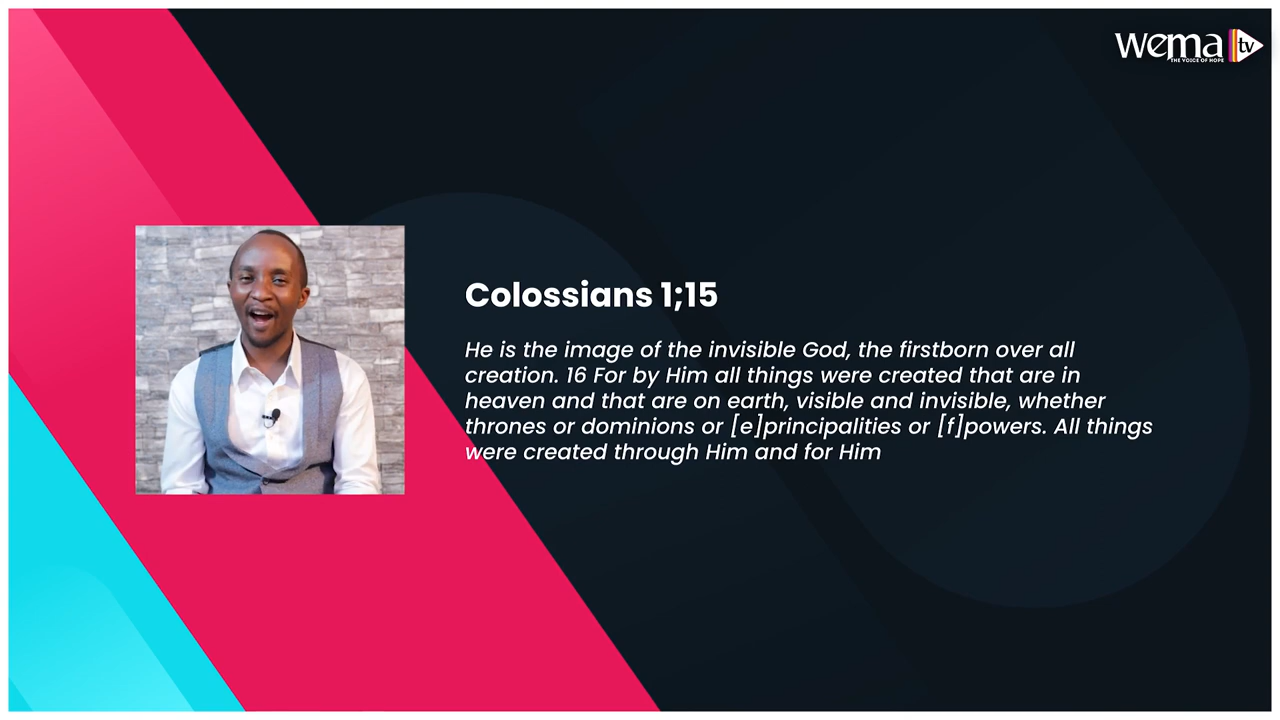 wema tv
THE VOICE OF HOPE
Colossians 1;15
He is the image of the invisible God, the firstborn over all
creation. 16 For by Him all things were created that are in
heaven and that are on earth, visible and invisible, whether
thrones or dominions or [e]principalities or [f]powers. All things
were created through Him and for Him